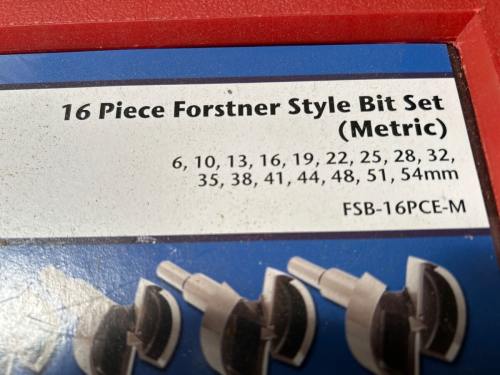 16 Piece Forstner Style Bit Set
(Metric)
6, 10, 13, 16, 19, 22, 25, 28, 32,
35, 38, 41, 44, 48, 51, 54mm
FSB-16PCE-M